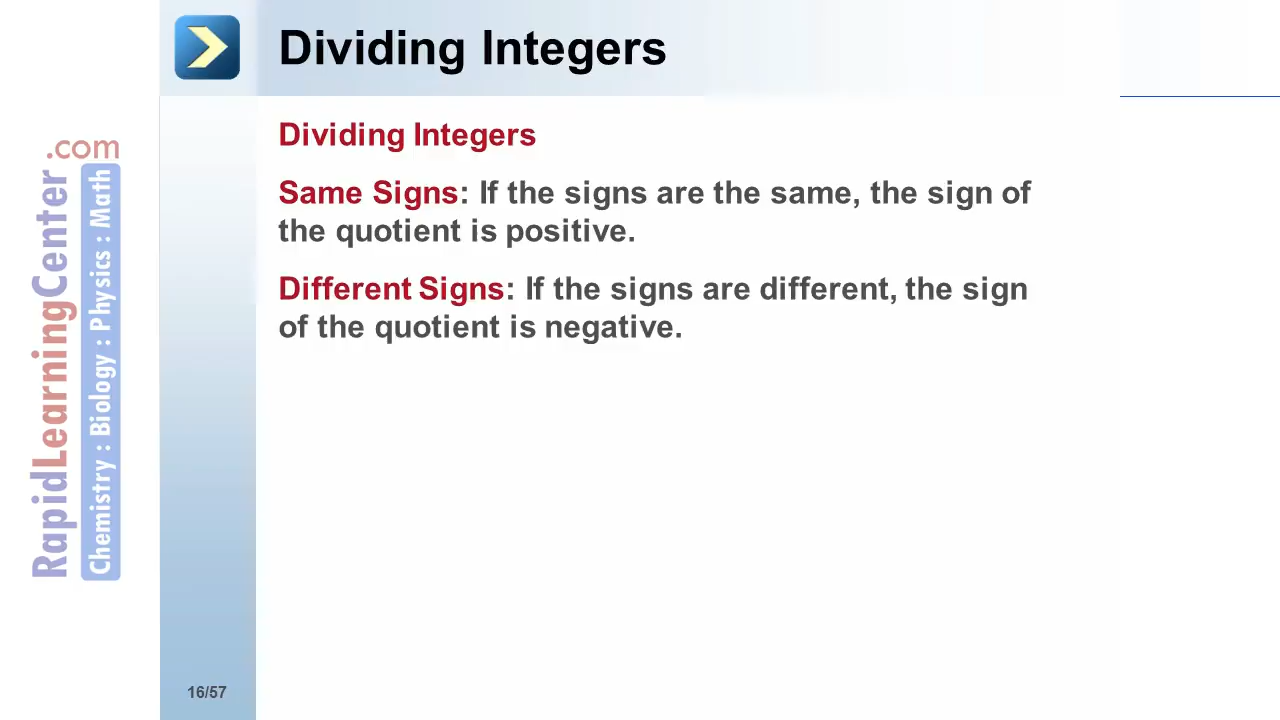 Dividing Integers
Dividing Integers
Same Signs: If the signs are the same, the sign of
the quotient is positive.
Different Signs: If the signs are different, the sign
of the quotient is negative.
RapidLearningCenter.com
Chemistry : Biology : Physics : Math
16/57